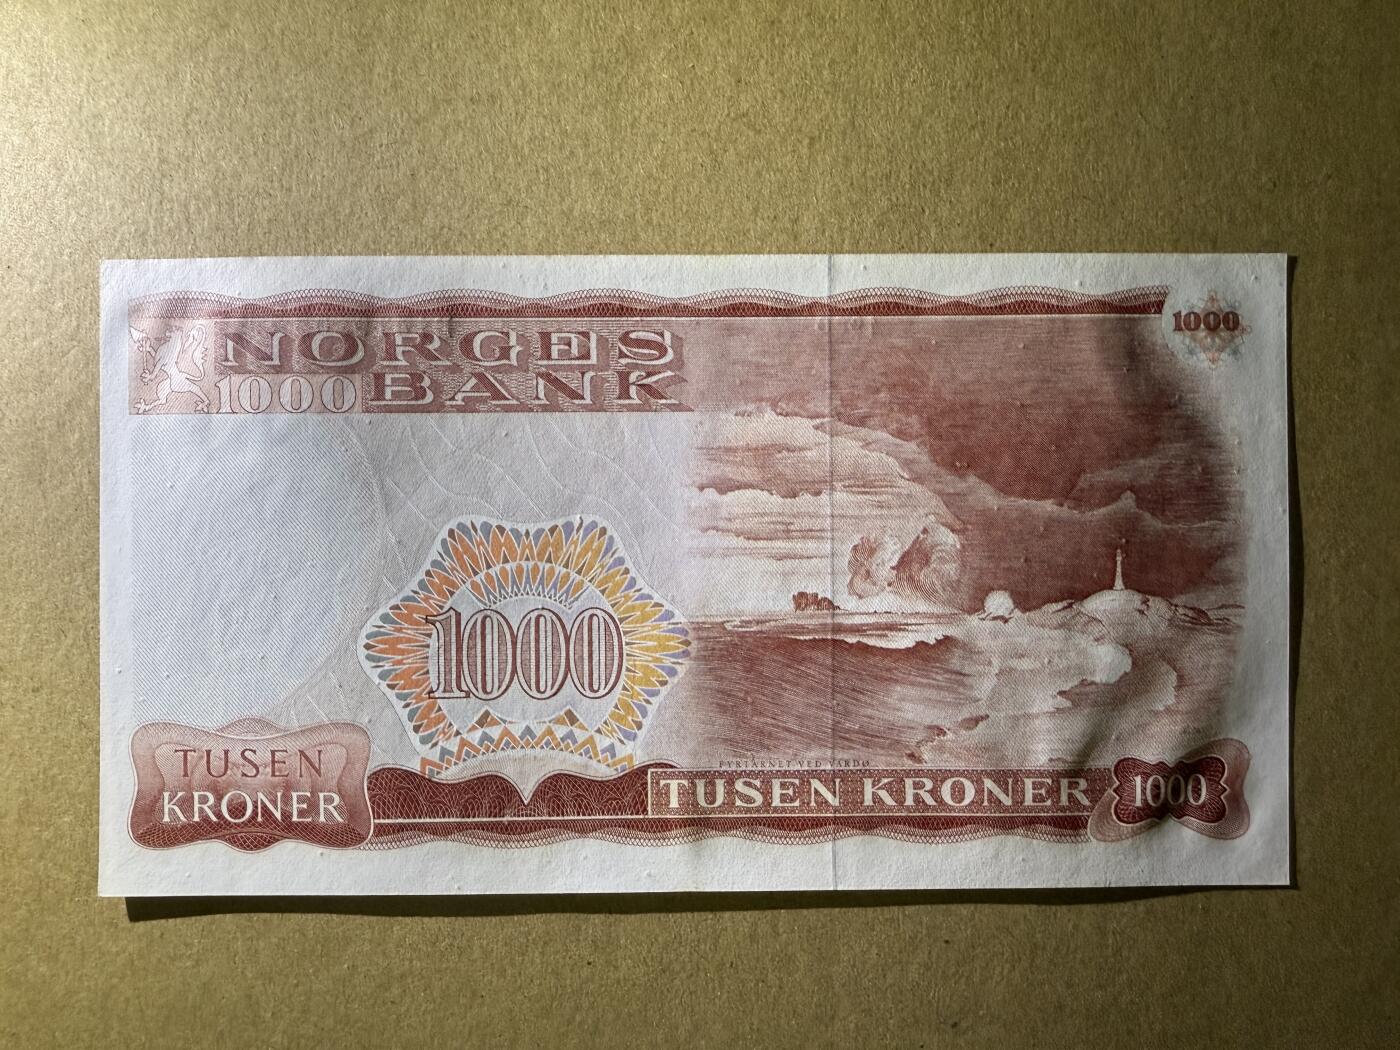 NORGES
1000 BANK
1000
1000
FYRTÅRNET VED VARDØ
TUSEN
KRONER
TUSEN KRONER
1000